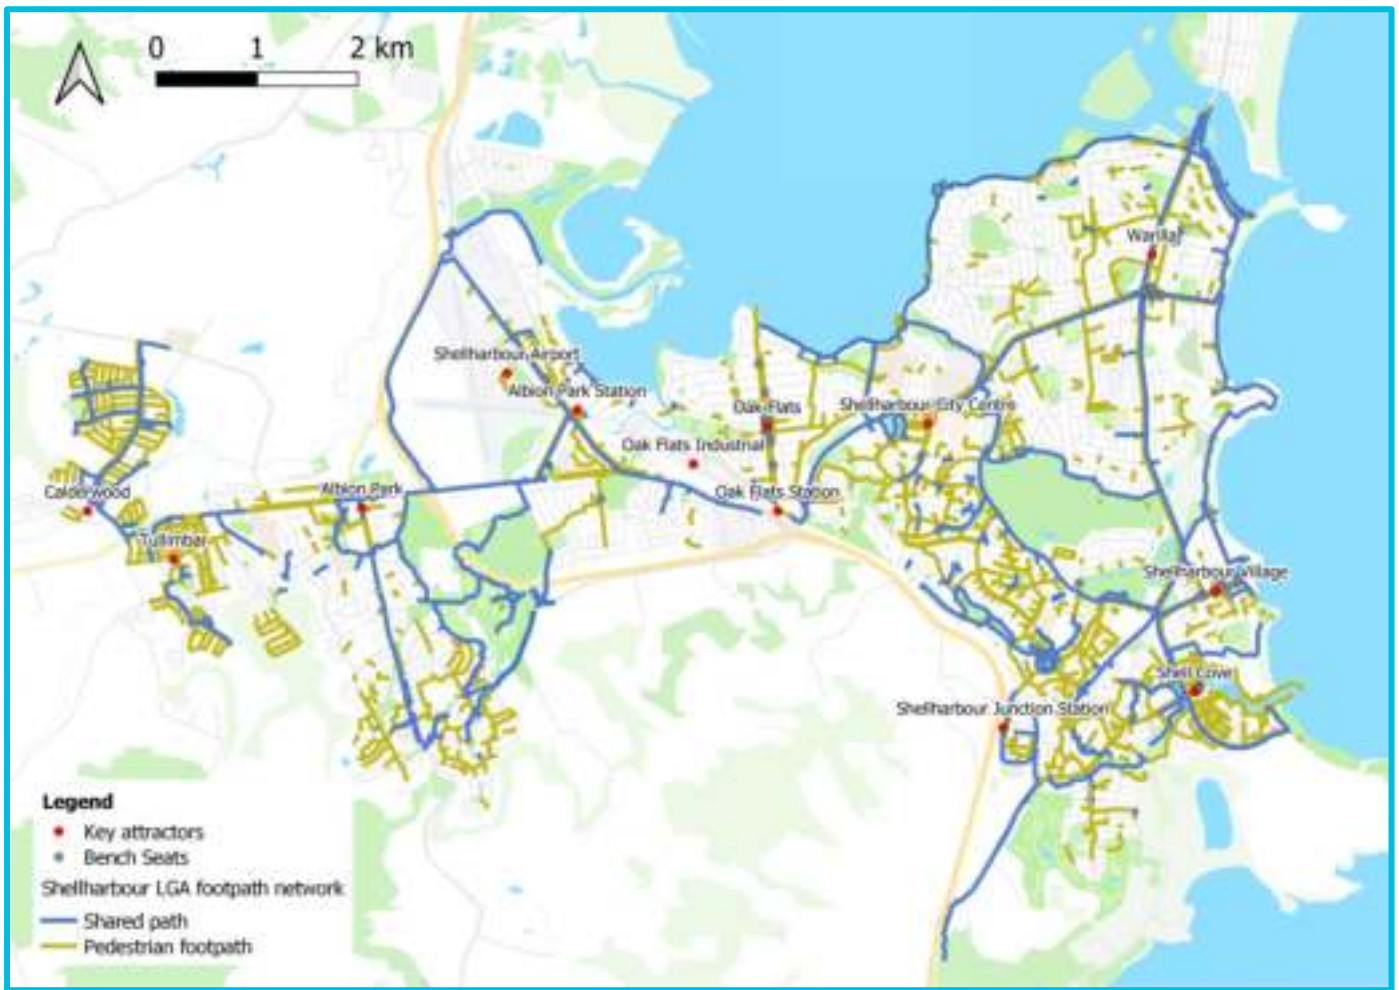 0 1 2 km
Warilla
Shellharbour Airport
Albion Park Station
Oak Flats
Shellharbour City Centre
Oak Flats Industrial
Calderwood
Albion Park
Oak Flats Station
Tullimbar
Shellharbour Village
Shell Cove
Shellharbour Junction Station
Legend
Key attractors
Bench Seats
Shellharbour LGA footpath network
Shared path
Pedestrian footpath